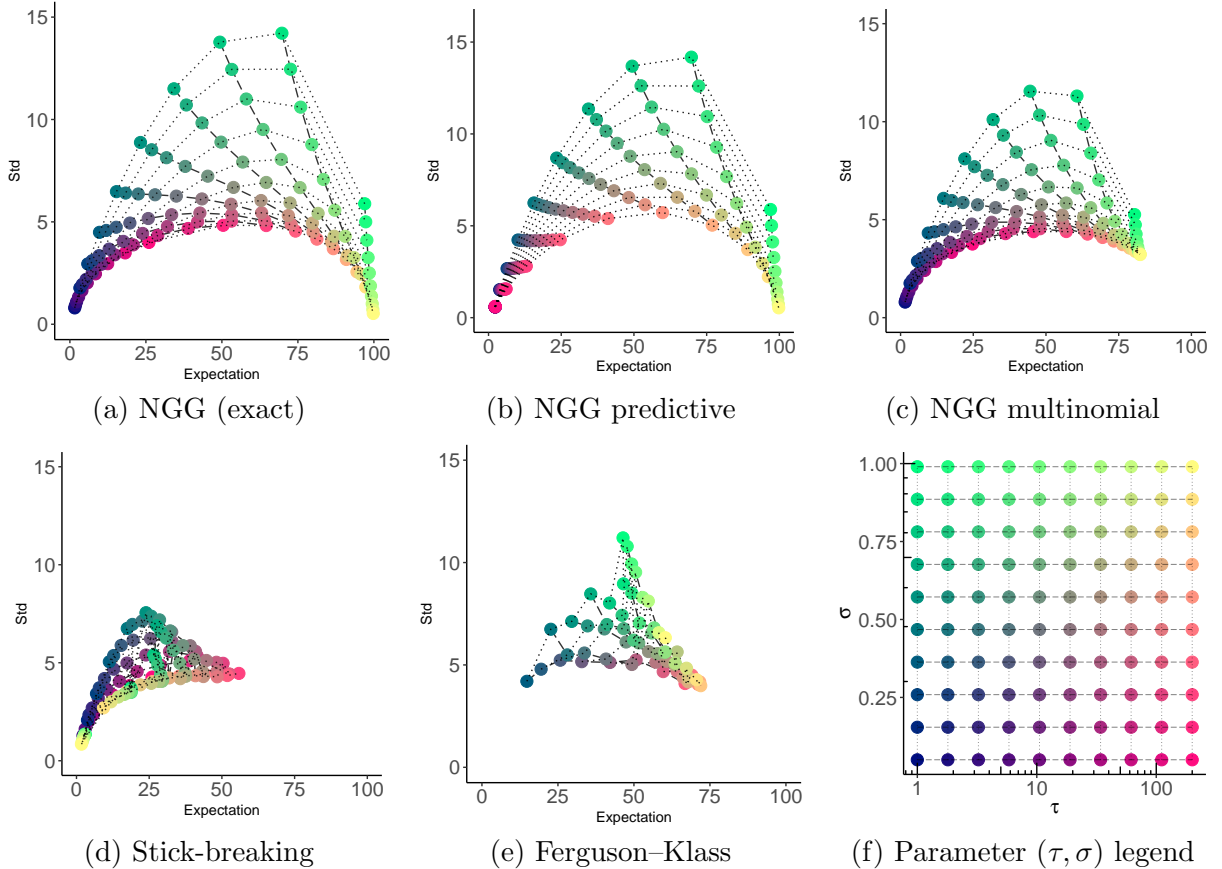 15
10
5
0
Std
0 25 50 75 100
Expectation
(a) NGG (exact)
15
10
5
0
Std
0 25 50 75 100
Expectation
(b) NGG predictive
15
10
5
0
Std
0 25 50 75 100
Expectation
(c) NGG multinomial
15
10
5
0
Std
0 25 50 75 100
Expectation
(d) Stick-breaking
15
10
5
0
Std
0 25 50 75 100
Expectation
(e) Ferguson–Klass
1.00
0.75
0.50
0.25
σ
1 10 100
τ
(f) Parameter (τ, σ) legend